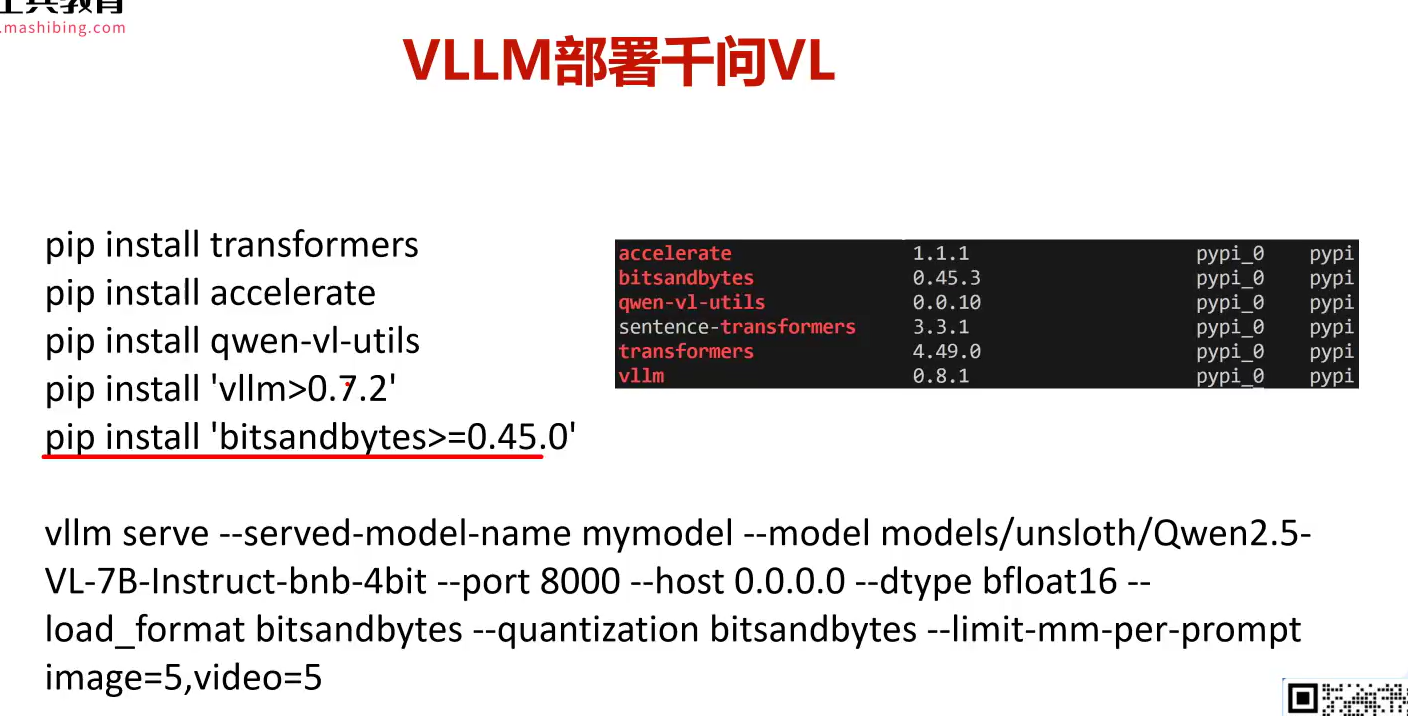 .mashibing.com
VLLM部署千问VL
pip install transformers
pip install accelerate
pip install qwen-vl-utils
pip install 'vllm>0.7.2'
pip install 'bitsandbytes>=0.45.0'
accelerate 1.1.1 pypi_0 pypi
bitsandbytes 0.45.3 pypi_0 pypi
qwen-vl-utils 0.0.10 pypi_0 pypi
sentence-transformers 3.3.1 pypi_0 pypi
transformers 4.49.0 pypi_0 pypi
vllm 0.8.1 pypi_0 pypi
vllm serve --served-model-name mymodel --model models/unsloth/Qwen2.5-
VL-7B-Instruct-bnb-4bit --port 8000 --host 0.0.0.0 --dtype bfloat16 --
load_format bitsandbytes --quantization bitsandbytes --limit-mm-per-prompt
image=5,video=5